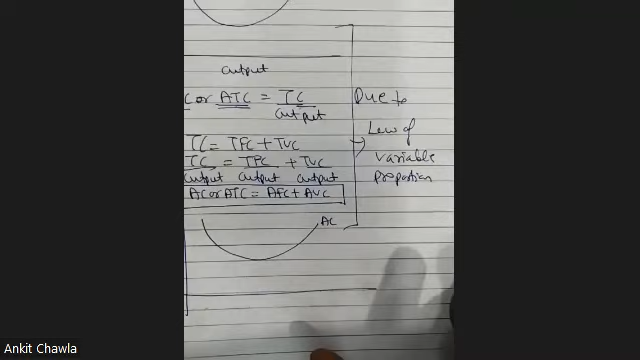 output
C or ATC = TC
output
TC = TFC + TVC
TC = TFC + TVC
output output output
AC or ATC = AFC + AVC
AC
Due to
Law of
variable
proportion
Ankit Chawla